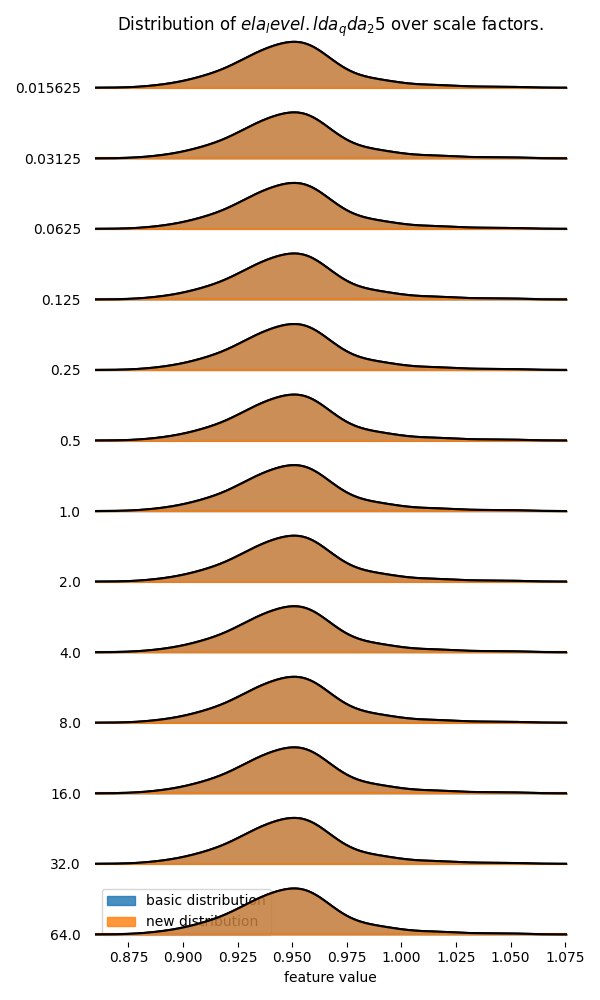 Distribution of ela_level.lda_qda_25 over scale factors.
0.015625
0.03125
0.0625
0.125
0.25
0.5
1.0
2.0
4.0
8.0
16.0
32.0
64.0
basic distribution
new distribution
0.875 0.900 0.925 0.950 0.975 1.000 1.025 1.050 1.075
feature value